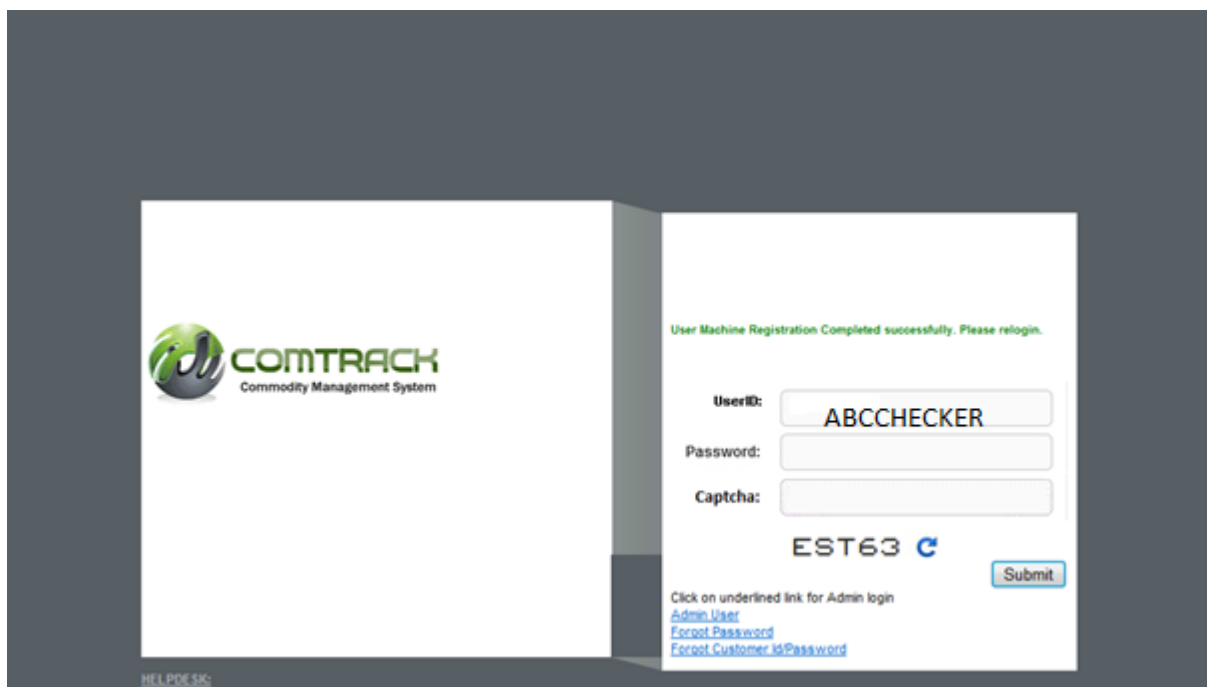 COMTRACK
Commodity Management System
User Machine Registration Completed successfully. Please relogin.
UserID:
ABCCHECKER
Password:
Captcha:
EST63
Submit
Click on underlined link for Admin login
Admin User
Forgot Password
Forgot Customer Id/Password
HELPDESK: